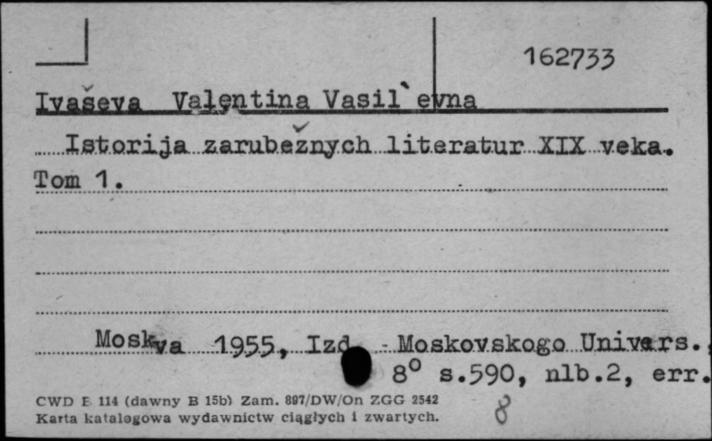 162733
Ivaševa Valentina Vasil`evna
Istorija zarubežnych literatur XIX veka.
Tom 1.
Moskva 1955, Izd. - Moskovskogo Univers.,
8° s.590, nlb.2, err.
CWD E 114 (dawny B 15b) Zam. 897/DW/On ZGG 2542
Karta katalogowa wydawnictw ciągłych i zwartych.
8